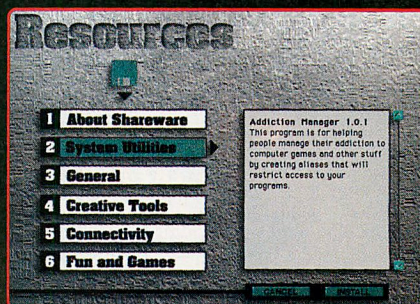 Resources
1 About Shareware
2 System Utilities
3 General
4 Creative Tools
5 Connectivity
6 Fun and Games
Addiction Manager 1.0.1
This program is for helping
people manage their addiction to
computer games and other stuff
by creating aliases that will
restrict access to your
programs.
CANCEL INSTALL